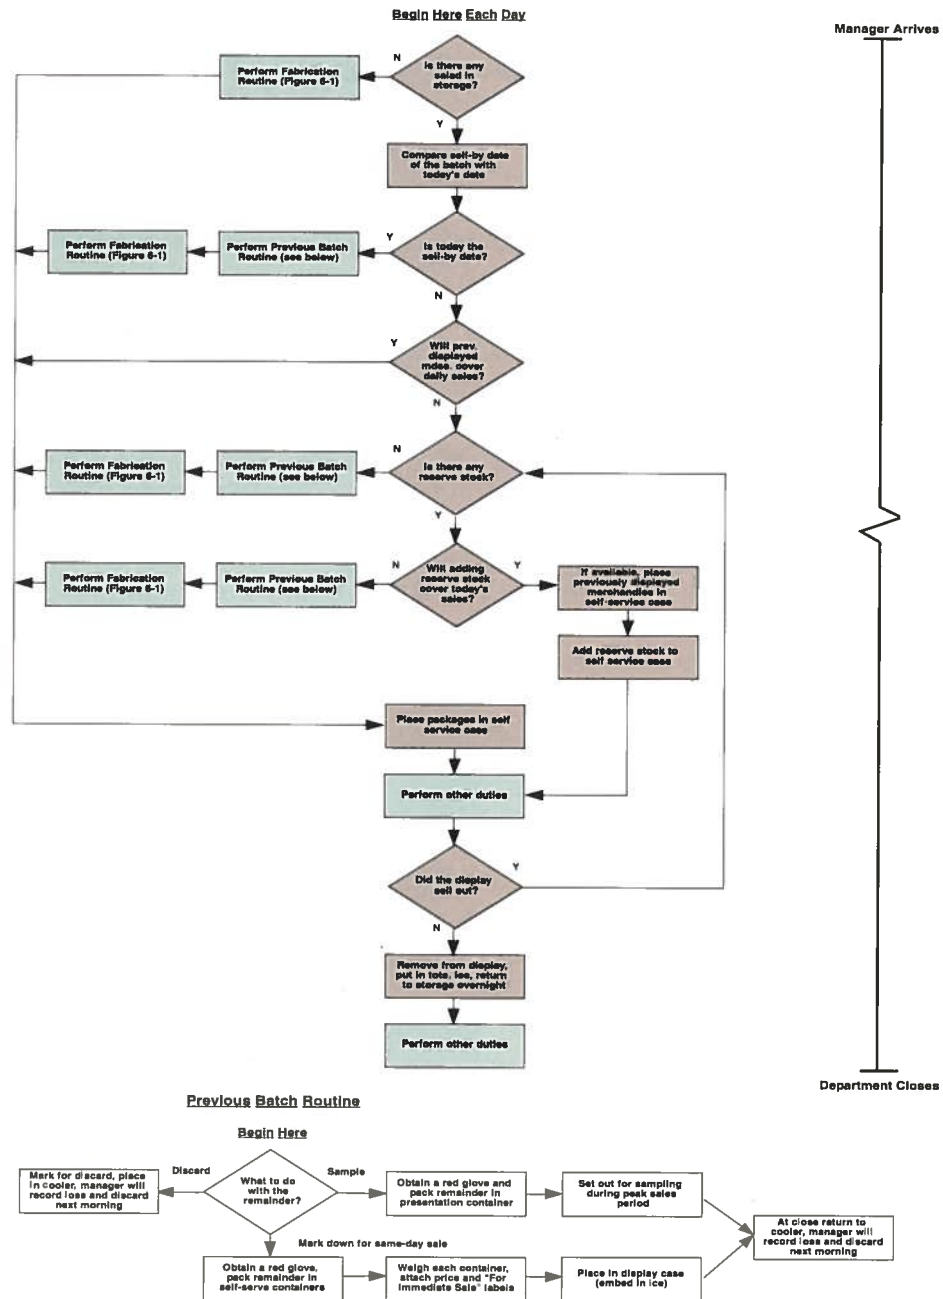 Begin Here Each Day
Manager Arrives
N
Perform Fabrication
Routine (Figure 6-1)
Is there any
salad in
storage?
Y
Compare sell-by date
of the batch with
today's date
Perform Fabrication
Routine (Figure 6-1)
Perform Previous Batch
Routine (see below)
Y
Is today the
sell-by date?
N
Y
Will prev.
displayed
mdse. cover
daily sales?
N
Perform Fabrication
Routine (Figure 6-1)
Perform Previous Batch
Routine (see below)
N
Is there any
reserve stock?
Y
Perform Fabrication
Routine (Figure 6-1)
Perform Previous Batch
Routine (see below)
N
Will adding
reserve stock
cover today's
sales?
Y
If available, place
previously displayed
merchandies in
self-service case
Add reserve stock to
self service case
Place packages in self
service case
Perform other duties
Did the display
sell out?
Y
N
Remove from display,
put in tote, ice, return
to storage overnight
Perform other duties
Department Closes
Previous Batch Routine
Begin Here
Mark for discard, place
in cooler, manager will
record loss and discard
next morning
Discard
What to do
with the
remainder?
Sample
Obtain a red glove and
pack remainder in
presentation container
Set out for sampling
during peak sales
period
At close return to
cooler, manager will
record loss and discard
next morning
Mark down for same-day sale
Obtain a red glove,
pack remainder in
self-serve containers
Weigh each container,
attach price and "For
Immediate Sale" labels
Place in display case
(embed in ice)